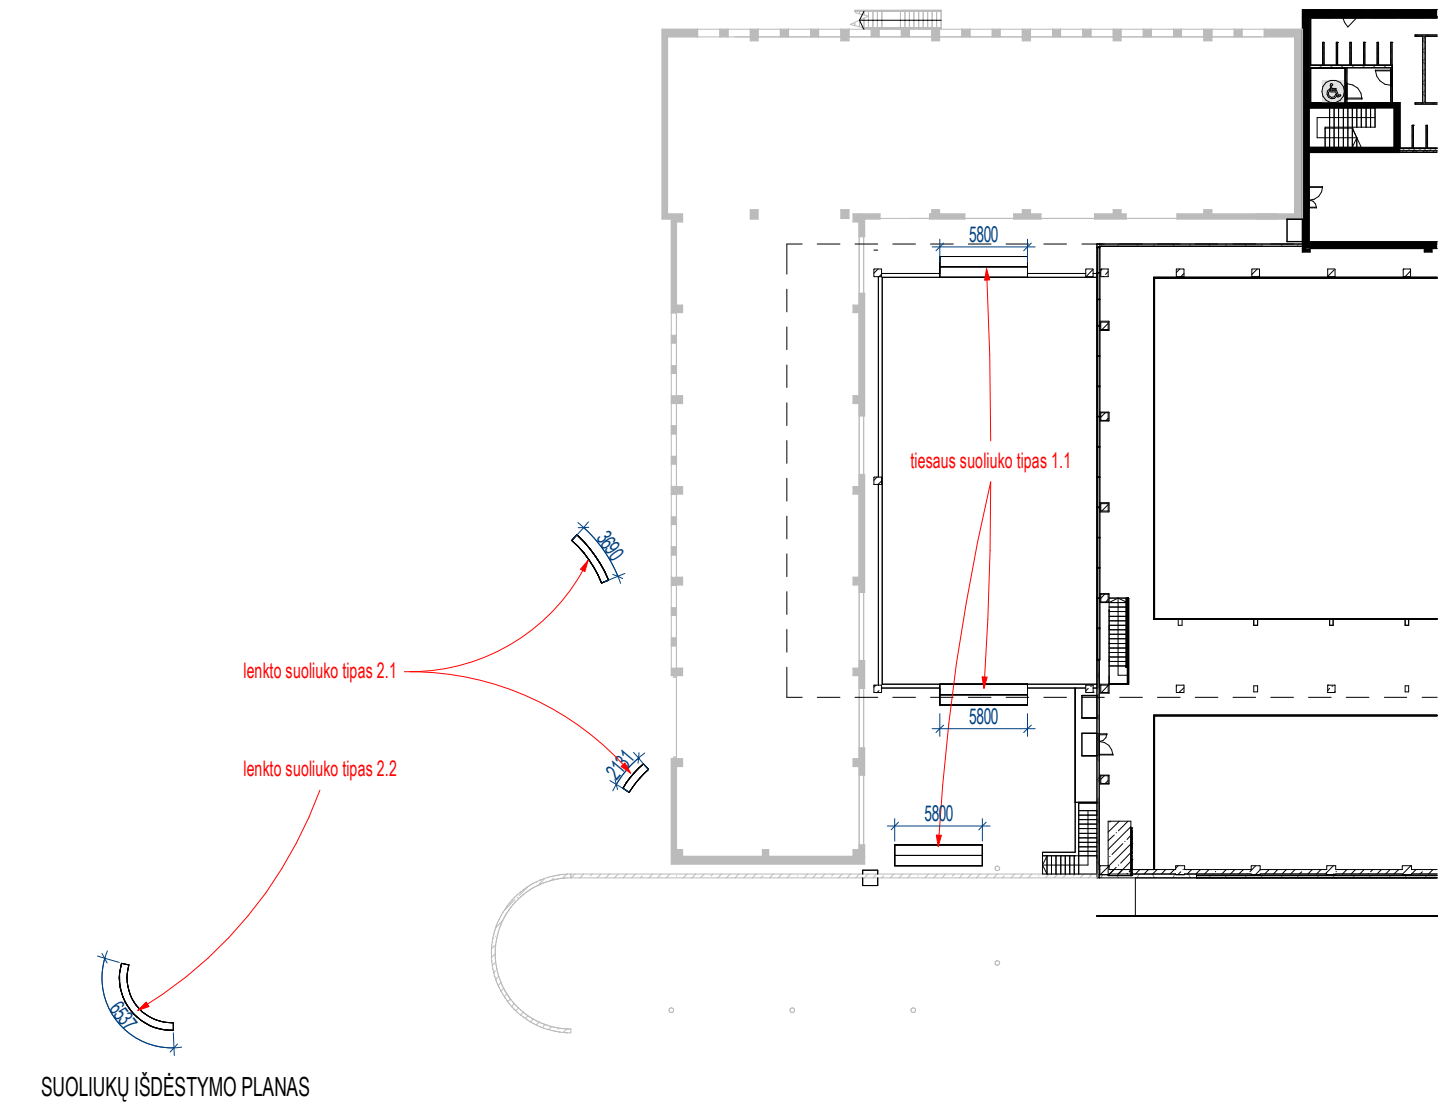 5800
tiesaus suoliuko tipas 1.1
3690
lenkto suoliuko tipas 2.1
5800
2131
lenkto suoliuko tipas 2.2
5800
6537
SUOLIUKŲ IŠDĖSTYMO PLANAS